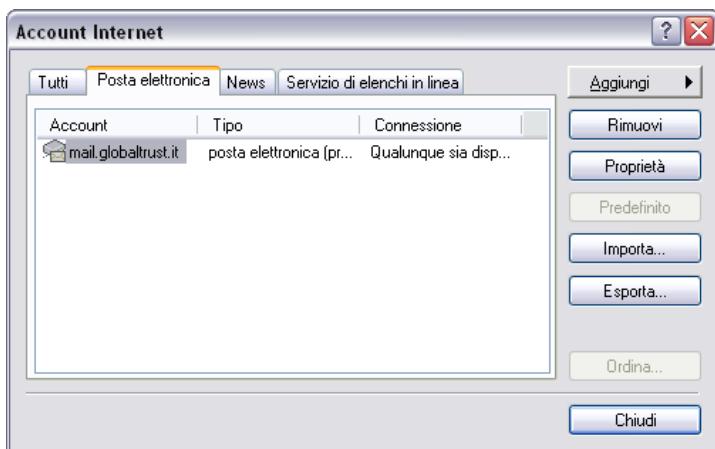 Account Internet
Tutti Posta elettronica News Servizio di elenchi in linea
Aggiungi
Account Tipo Connessione
Rimuovi
mail.globaltrust.it posta elettronica (pr... Qualunque sia disp...
Proprietà
Predefinito
Importa...
Esporta...
Ordina...
Chiudi